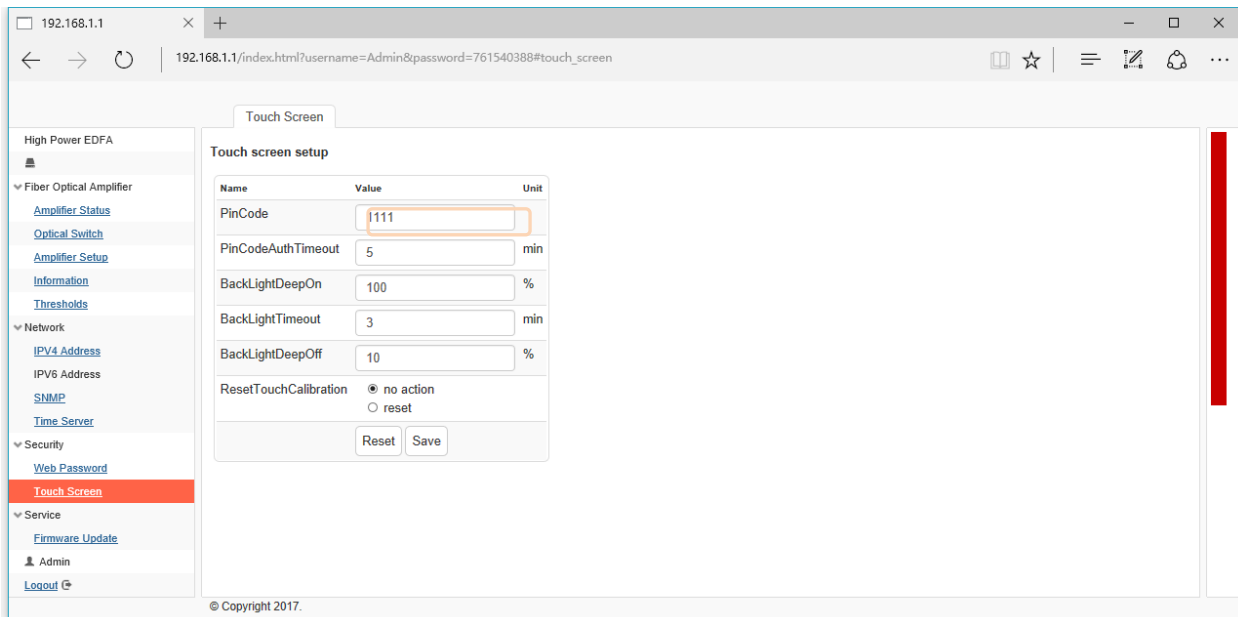 192.168.1.1
192.168.1.1/index.html?username=Admin&password=761540388#touch_screen
Touch Screen
High Power EDFA
Fiber Optical Amplifier
Amplifier Status
Optical Switch
Amplifier Setup
Information
Thresholds
Network
IPV4 Address
IPV6 Address
SNMP
Time Server
Security
Web Password
Touch Screen
Service
Firmware Update
Admin
Logout
Touch screen setup
Name Value Unit
PinCode 1111
PinCodeAuthTimeout 5 min
BackLightDeepOn 100 %
BackLightTimeout 3 min
BackLightDeepOff 10 %
ResetTouchCalibration no action
reset
Reset Save
© Copyright 2017.